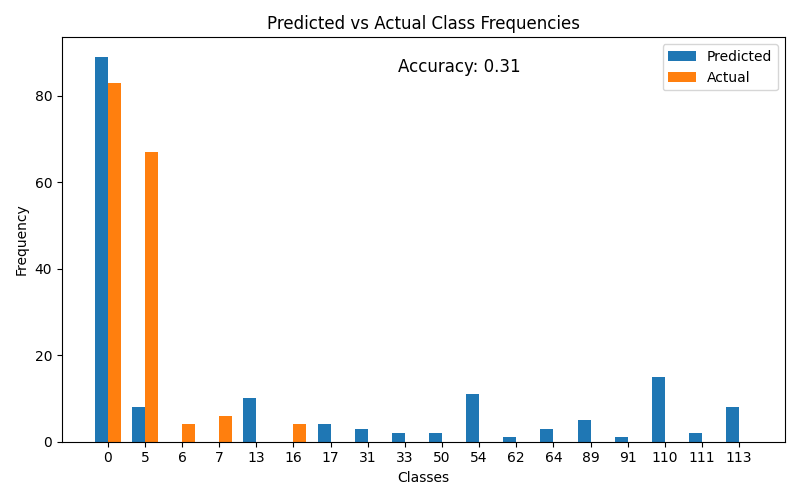 Predicted vs Actual Class Frequencies
Accuracy: 0.31
Predicted
Actual
Frequency
80
60
40
20
0
0 5 6 7 13 16 17 31 33 50 54 62 64 89 91 110 111 113
Classes